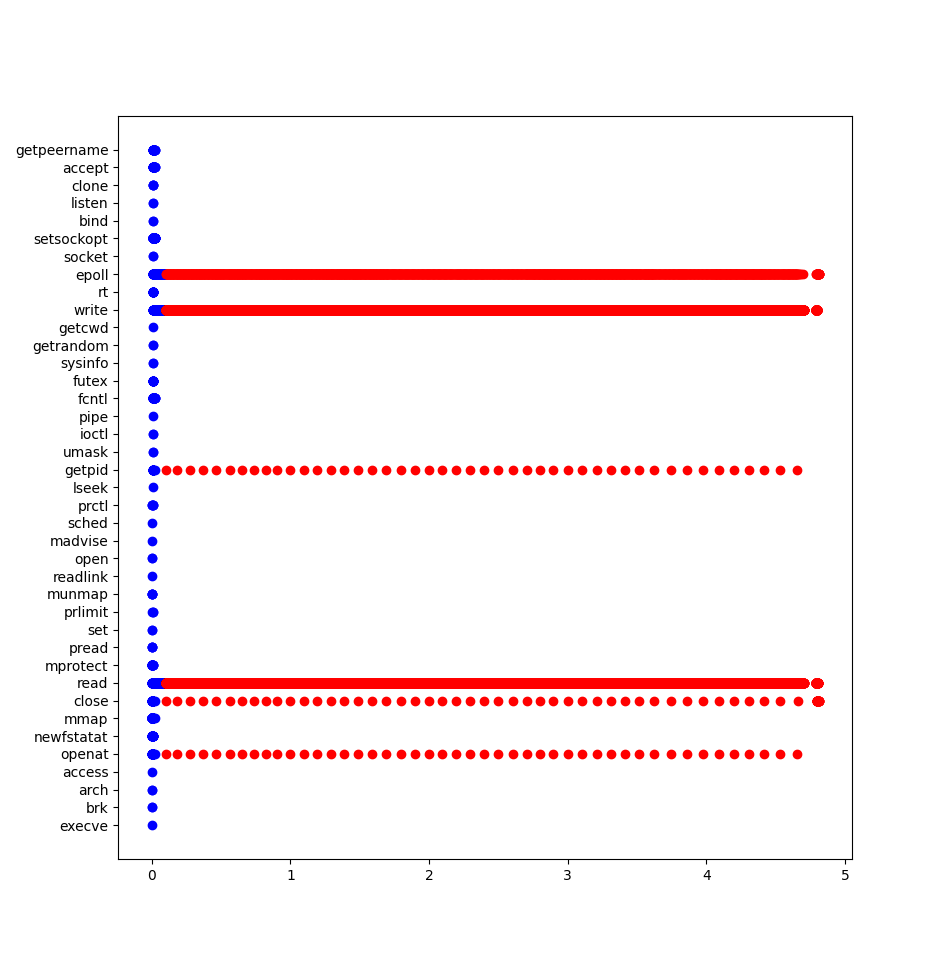 getpeername
accept
clone
listen
bind
setsockopt
socket
epoll
rt
write
getcwd
getrandom
sysinfo
futex
fcntl
pipe
ioctl
umask
getpid
lseek
prctl
sched
madvise
open
readlink
munmap
prlimit
set
pread
mprotect
read
close
mmap
newfstatat
openat
access
arch
brk
execve
0 1 2 3 4 5